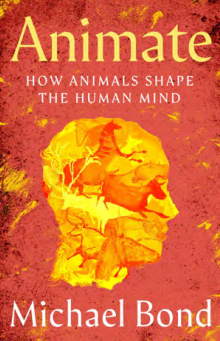 Animate
HOW ANIMALS SHAPE
THE HUMAN MIND
Michael Bond